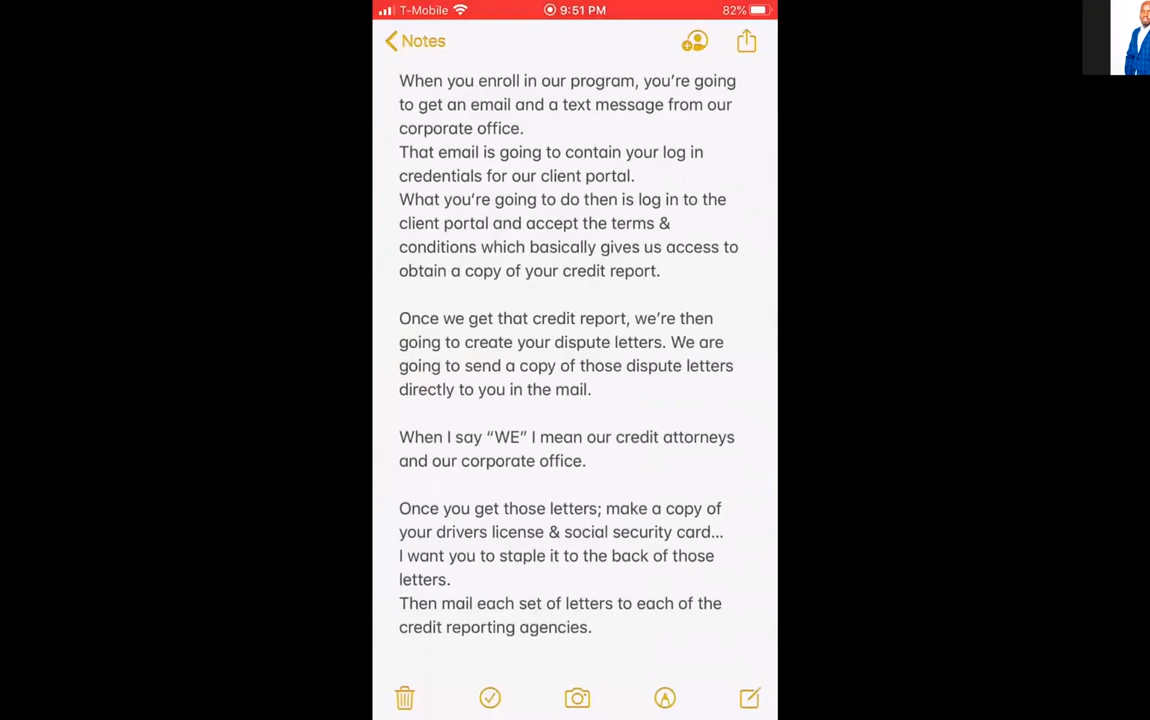 T-Mobile 9:51 PM 82%
Notes
When you enroll in our program, you’re going
to get an email and a text message from our
corporate office.
That email is going to contain your log in
credentials for our client portal.
What you’re going to do then is log in to the
client portal and accept the terms &
conditions which basically gives us access to
obtain a copy of your credit report.
Once we get that credit report, we’re then
going to create your dispute letters. We are
going to send a copy of those dispute letters
directly to you in the mail.
When I say “WE” I mean our credit attorneys
and our corporate office.
Once you get those letters; make a copy of
your drivers license & social security card...
I want you to staple it to the back of those
letters.
Then mail each set of letters to each of the
credit reporting agencies.